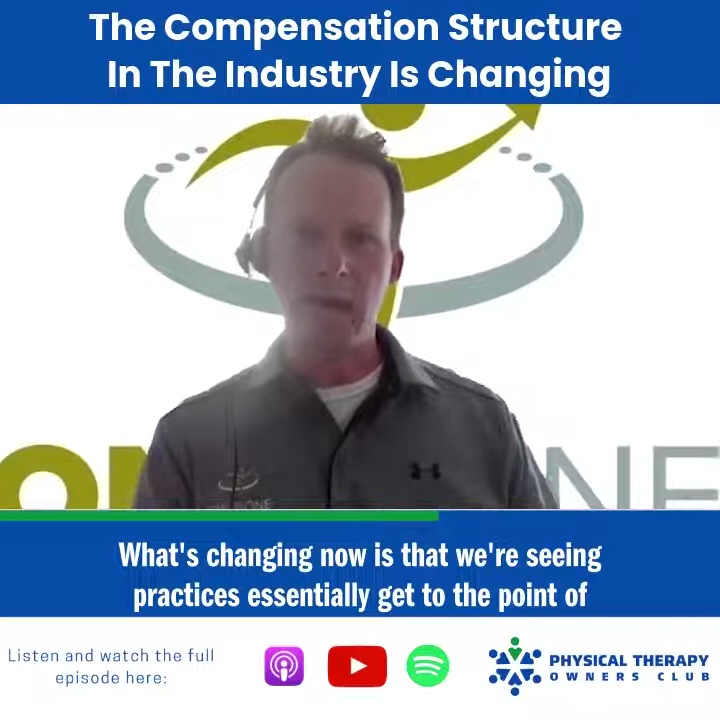 The Compensation Structure
In The Industry Is Changing
What's changing now is that we're seeing
practices essentially get to the point of
Listen and watch the full
episode here:
PHYSICAL THERAPY
OWNERS CLUB